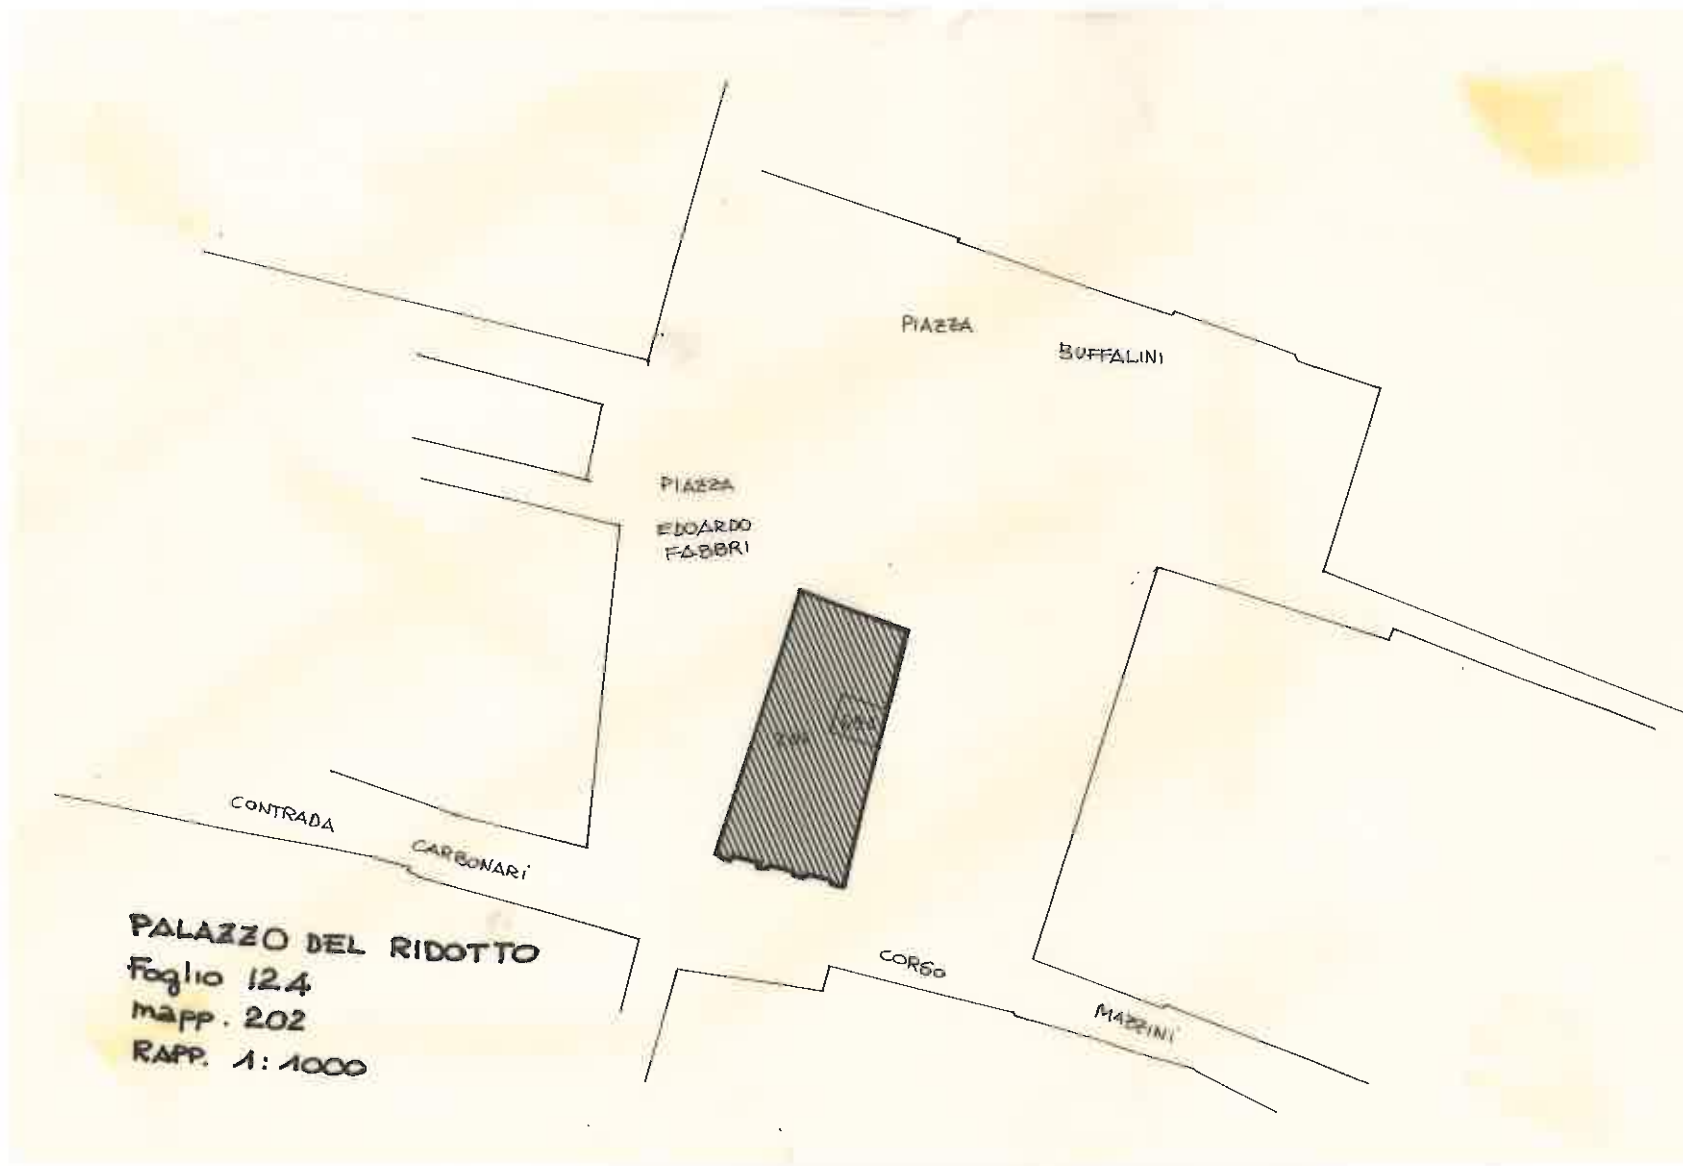 PIAZZA
BUFFALINI
PIAZZA
EDOARDO
FABBRI
CONTRADA
CARBONARI
CORSO
MAZZINI
PALAZZO DEL RIDOTTO
Foglio 124
mapp. 202
RAPP. 1:1000